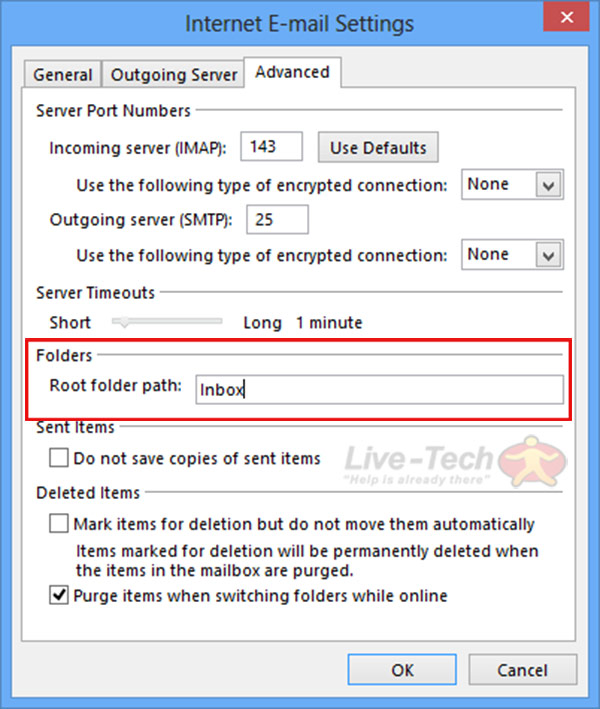 Internet E-mail Settings
General Outgoing Server Advanced
Server Port Numbers
Incoming server (IMAP): 143 Use Defaults
Use the following type of encrypted connection: None
Outgoing server (SMTP): 25
Use the following type of encrypted connection: None
Server Timeouts
Short Long 1 minute
Folders
Root folder path: Inbox
Sent Items
Do not save copies of sent items
Live-Tech
"Help is already there"
Deleted Items
Mark items for deletion but do not move them automatically
Items marked for deletion will be permanently deleted when
the items in the mailbox are purged.
Purge items when switching folders while online
OK Cancel